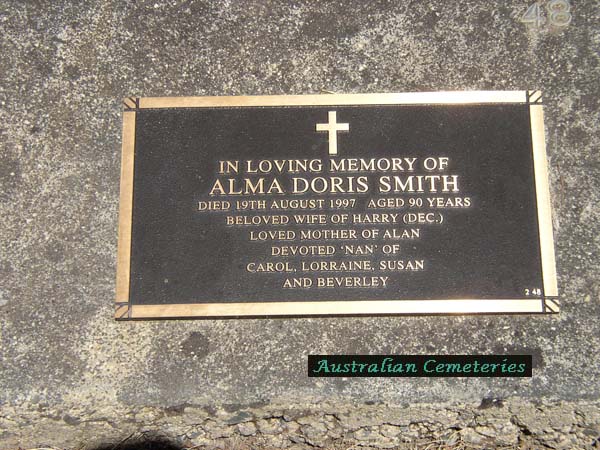 48
IN LOVING MEMORY OF
ALMA DORIS SMITH
DIED 19TH AUGUST 1997 AGED 90 YEARS
BELOVED WIFE OF HARRY (DEC.)
LOVED MOTHER OF ALAN
DEVOTED 'NAN' OF
CAROL, LORRAINE, SUSAN
AND BEVERLEY
2 48
Australian Cemeteries